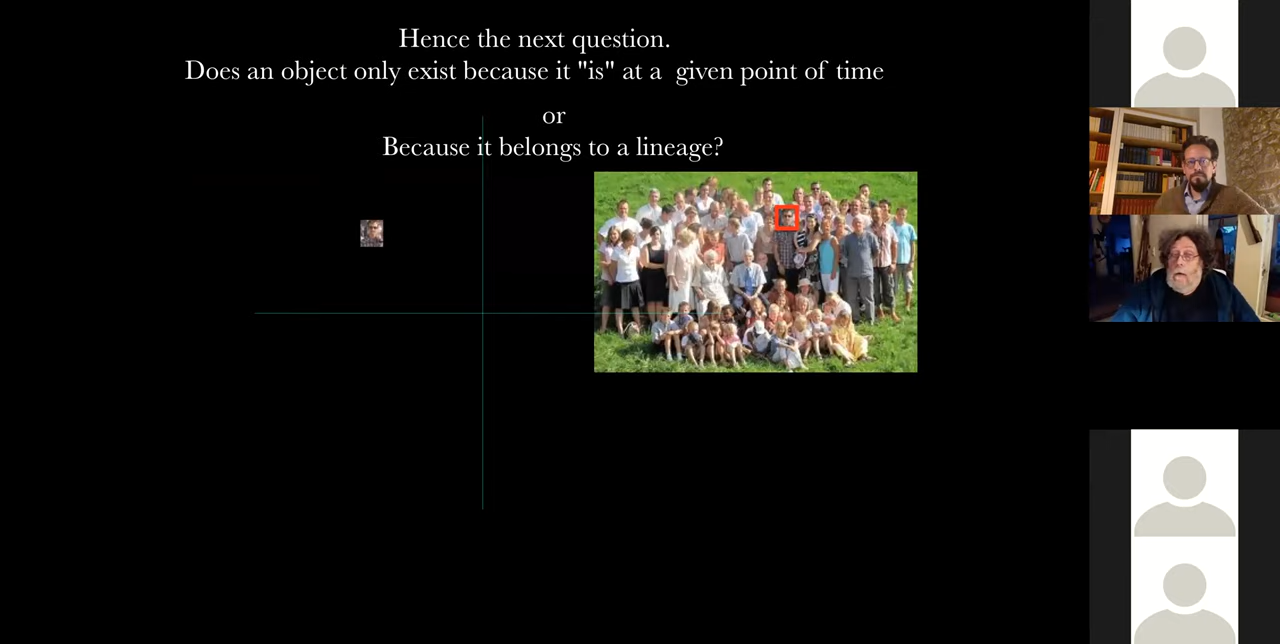 Hence the next question.
Does an object only exist because it "is" at a given point of time
or
Because it belongs to a lineage?